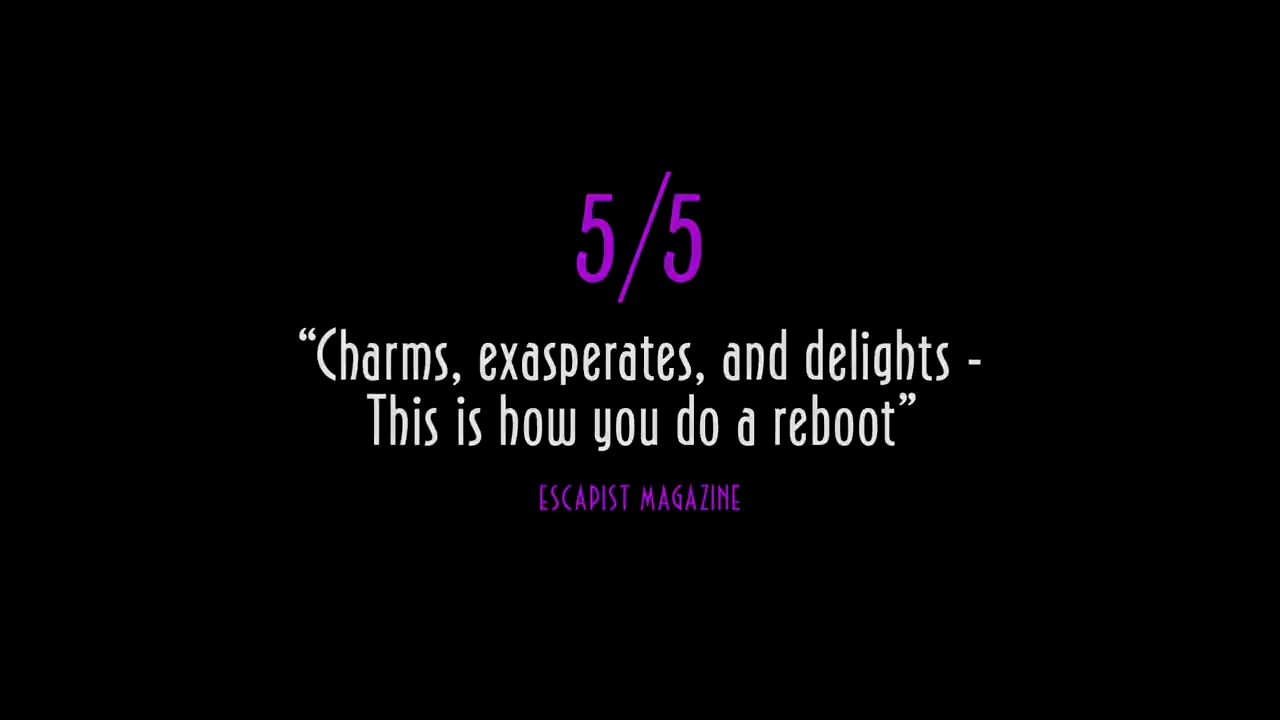 5/5
“Charms, exasperates, and delights -
This is how you do a reboot”
ESCAPIST MAGAZINE